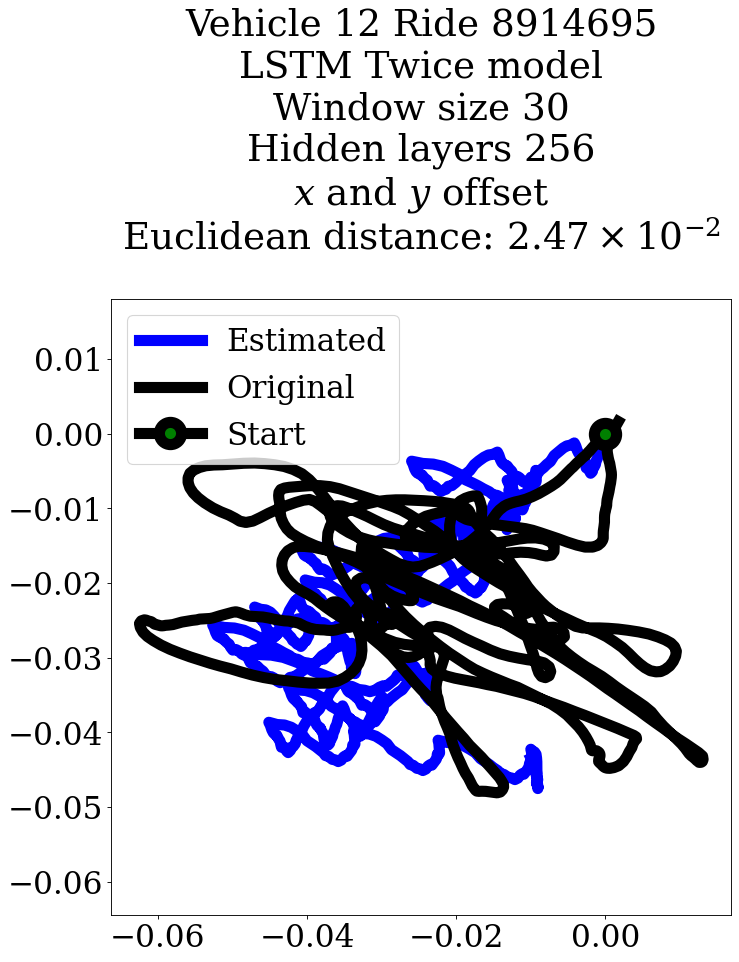 Vehicle 12 Ride 8914695
LSTM Twice model
Window size 30
Hidden layers 256
x and y offset
Euclidean distance: 2.47 × 10⁻²
Estimated
Original
Start
0.01
0.00
−0.01
−0.02
−0.03
−0.04
−0.05
−0.06
−0.06 −0.04 −0.02 0.00